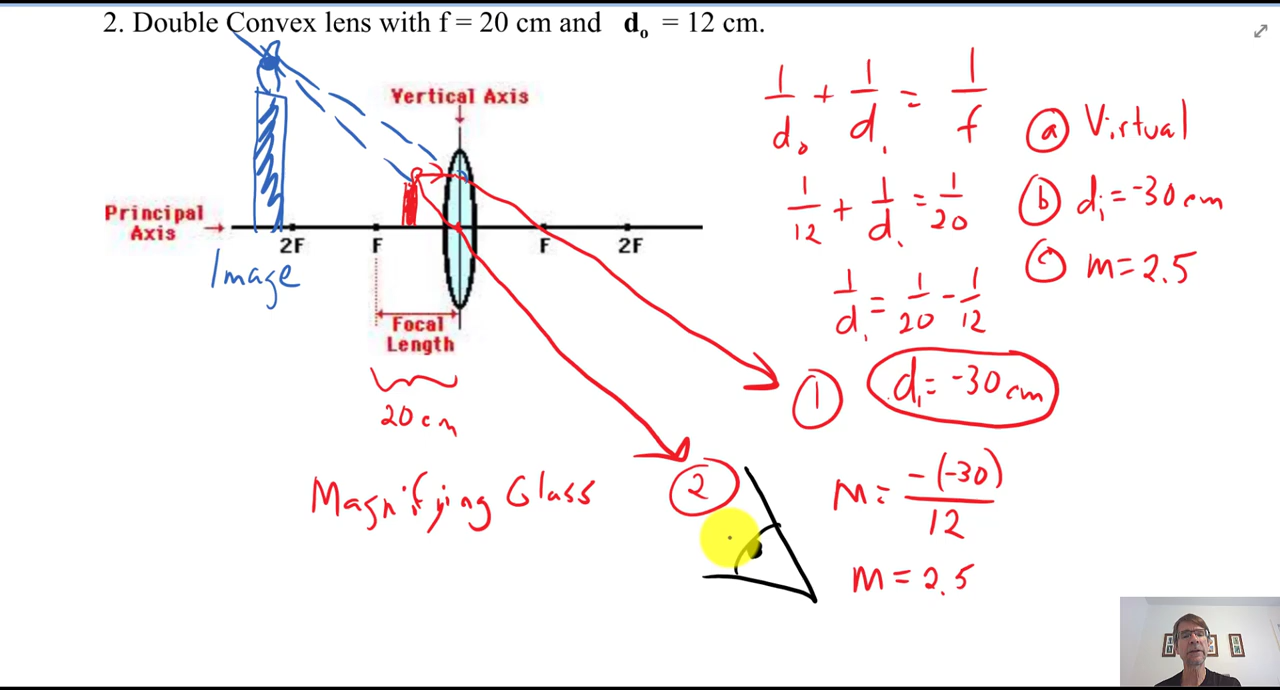 2. Double Convex lens with f = 20 cm and d₀ = 12 cm.
Vertical Axis
Principal
Axis
2F
F
F
2F
Image
Focal
Length
20 cm
Magnifying Glass
1
2
1/d₀ + 1/dᵢ = 1/f
1/12 + 1/dᵢ = 1/20
1/dᵢ = 1/20 - 1/12
dᵢ = -30 cm
M = -(-30)/12
M = 2.5
a Virtual
b dᵢ = -30 cm
c m = 2.5